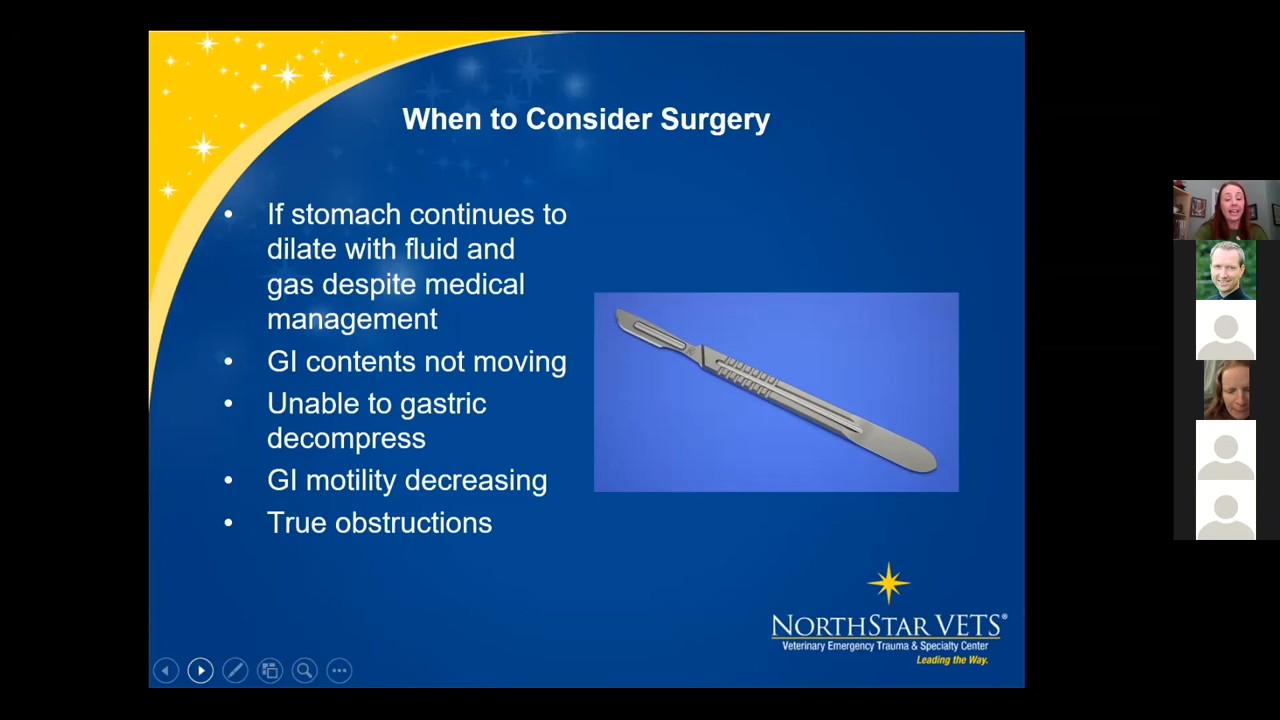 When to Consider Surgery
• If stomach continues to
dilate with fluid and
gas despite medical
management
• GI contents not moving
• Unable to gastric
decompress
• GI motility decreasing
• True obstructions
NORTHSTAR VETS®
Veterinary Emergency Trauma & Specialty Center
Leading the Way.